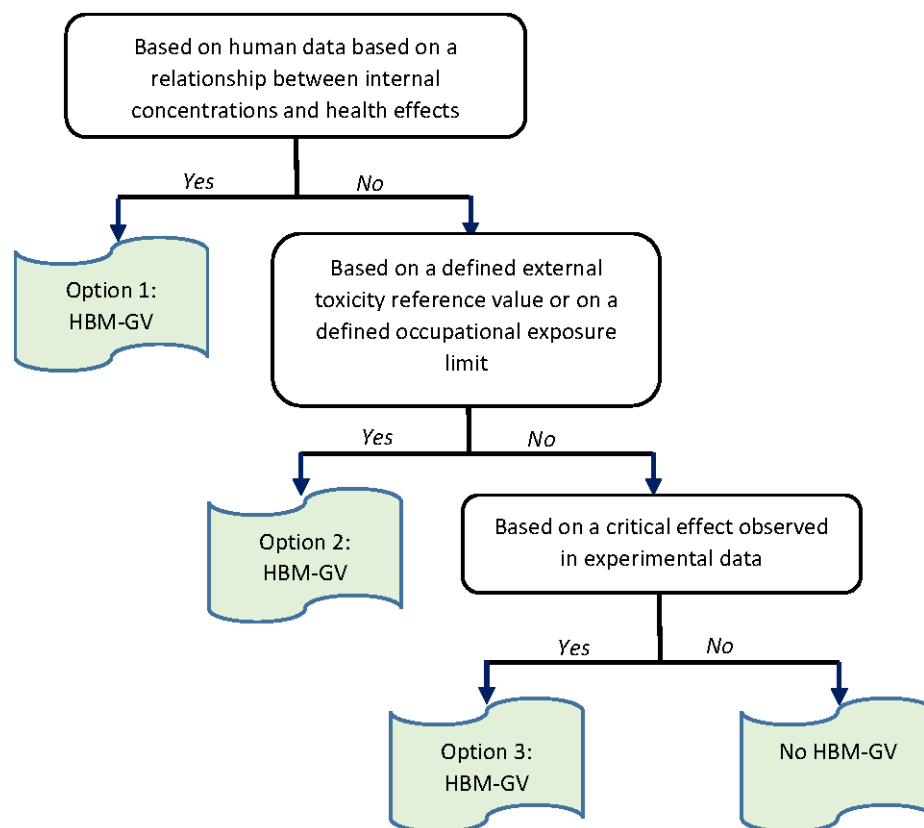 Based on human data based on a
relationship between internal
concentrations and health effects
Yes
No
Option 1:
HBM-GV
Based on a defined external
toxicity reference value or on a
defined occupational exposure
limit
Yes
No
Option 2:
HBM-GV
Based on a critical effect observed
in experimental data
Yes
No
Option 3:
HBM-GV
No HBM-GV